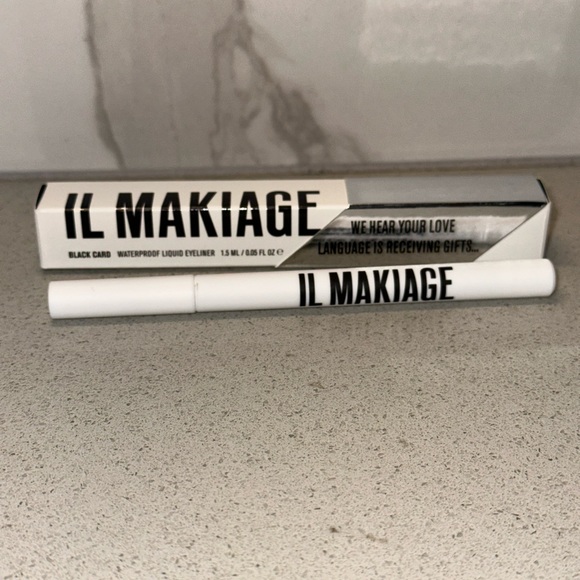 IL MAKIAGE
BLACK CARD WATERPROOF LIQUID EYELINER 1.5 ML / 0.05 FL OZ ℮
WE HEAR YOUR LOVE
LANGUAGE IS RECEIVING GIFTS...
IL MAKIAGE